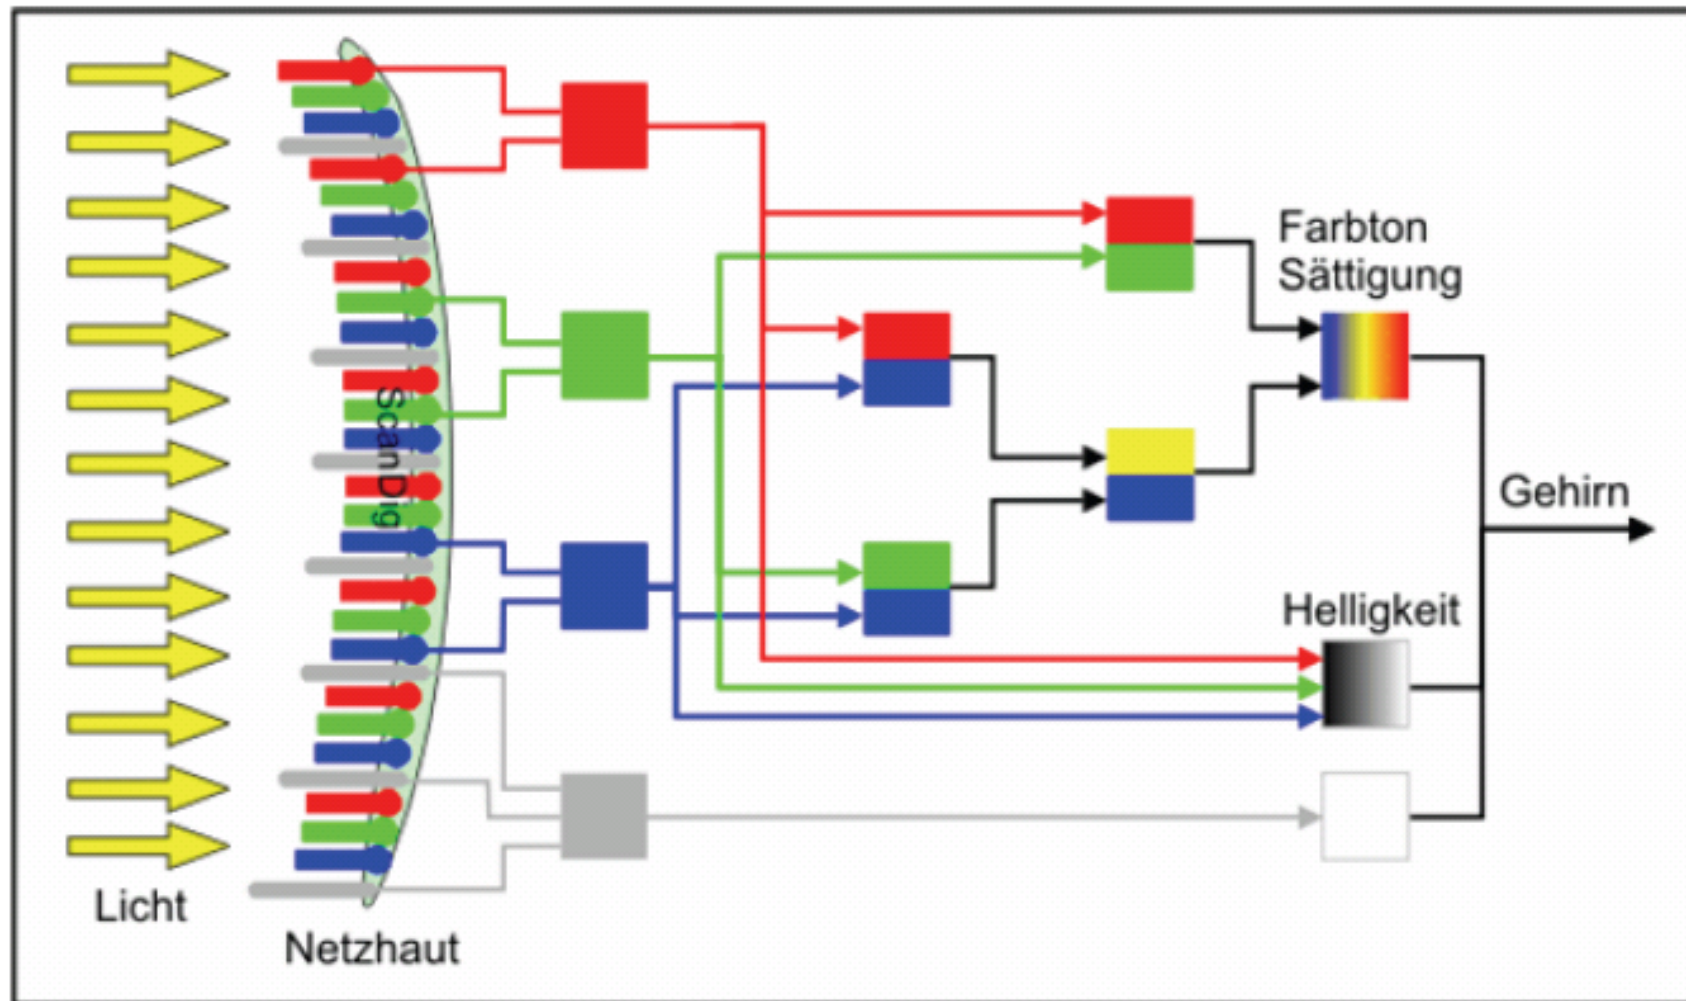 Farbton
Sättigung
ScanDig
Gehirn
Helligkeit
Licht
Netzhaut